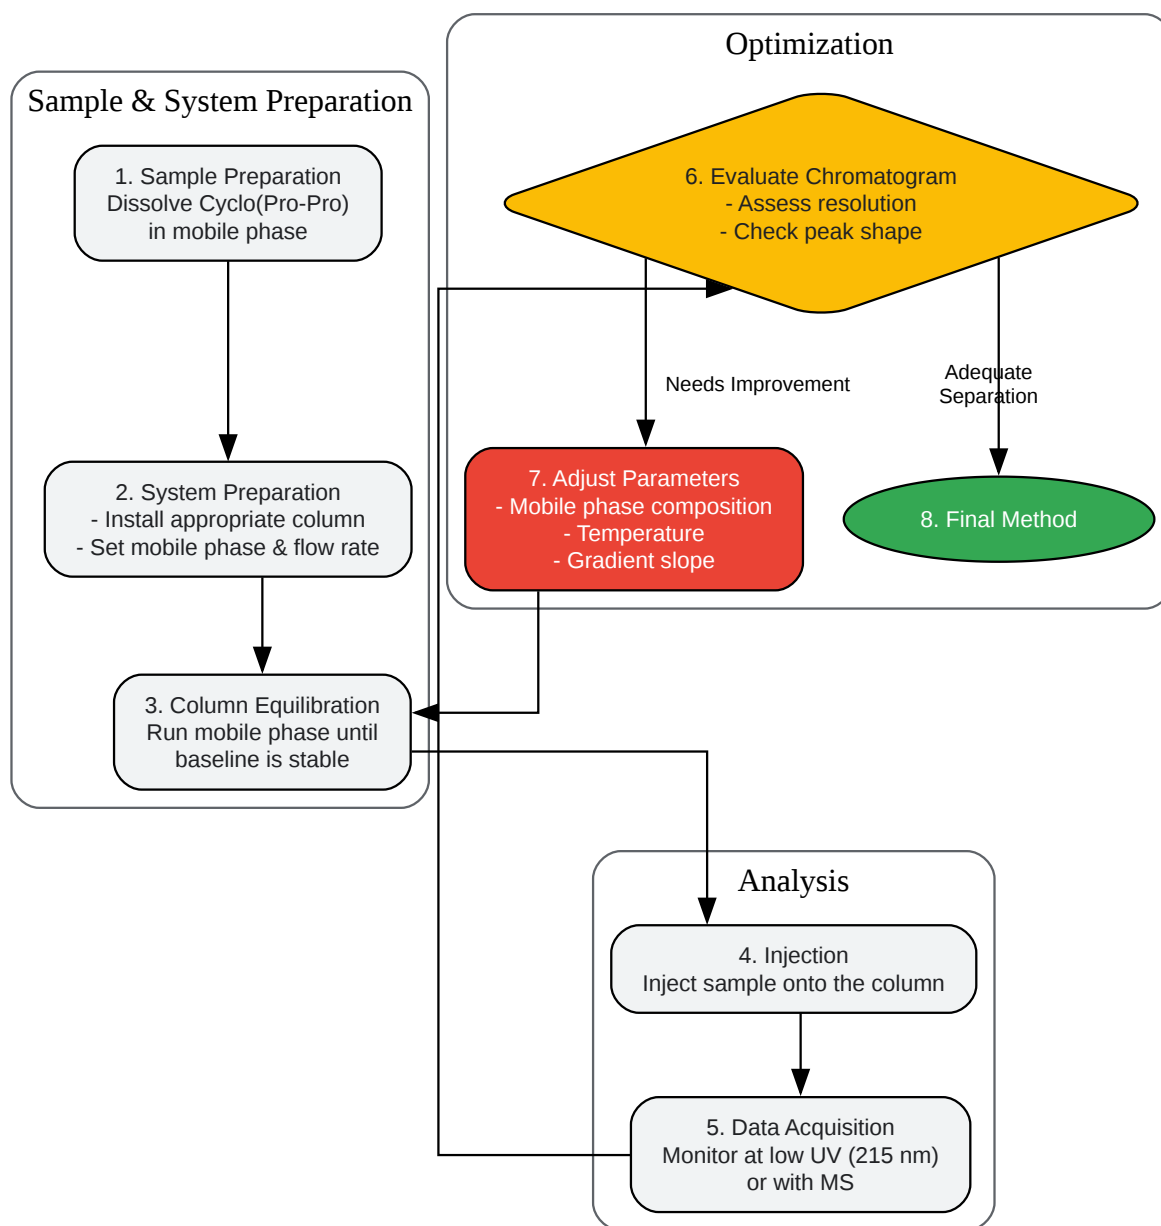 Sample & System Preparation
1. Sample Preparation
Dissolve Cyclo(Pro-Pro)
in mobile phase
2. System Preparation
- Install appropriate column
- Set mobile phase & flow rate
3. Column Equilibration
Run mobile phase until
baseline is stable
Optimization
6. Evaluate Chromatogram
- Assess resolution
- Check peak shape
Needs Improvement
Adequate
Separation
7. Adjust Parameters
- Mobile phase composition
- Temperature
- Gradient slope
8. Final Method
Analysis
4. Injection
Inject sample onto the column
5. Data Acquisition
Monitor at low UV (215 nm)
or with MS